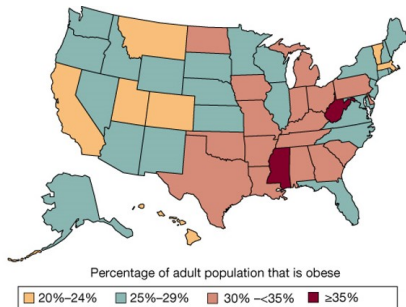 Percentage of adult population that is obese
20%–24% 25%–29% 30% –<35% ≥35%